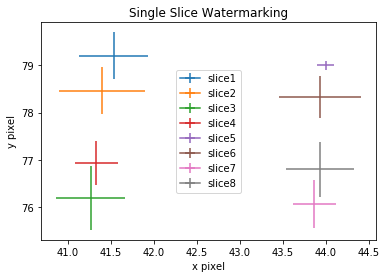 Single Slice Watermarking
y pixel
79
78
77
76
slice1
slice2
slice3
slice4
slice5
slice6
slice7
slice8
41.0 41.5 42.0 42.5 43.0 43.5 44.0 44.5
x pixel